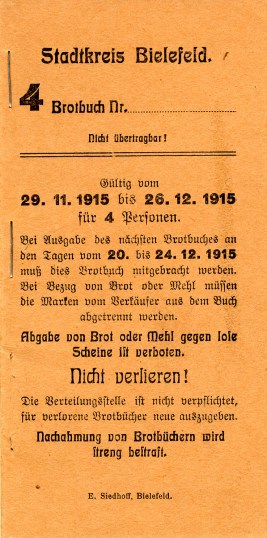 Stadtkreis Bielefeld.
4 Brotbuch Nr.
Nicht übertragbar!
Gültig vom
29. 11. 1915 bis 26. 12. 1915
für 4 Personen.
Bei Ausgabe des nächsten Brotbuches an
den Tagen vom 20. bis 24. 12. 1915
muß dies Brotbuch mitgebracht werden.
Bei Bezug von Brot oder Mehl müssen
die Marken vom Verkäufer aus dem Buch
abgetrennt werden.
Abgabe von Brot oder Mehl gegen lose
Scheine ist verboten.
Nicht verlieren!
Die Verteilungsstelle ist nicht verpflichtet,
für verlorene Brotbücher neue auszugeben.
Nachahmung von Brotbüchern wird
streng bestraft.
E. Siedhoff, Bielefeld.